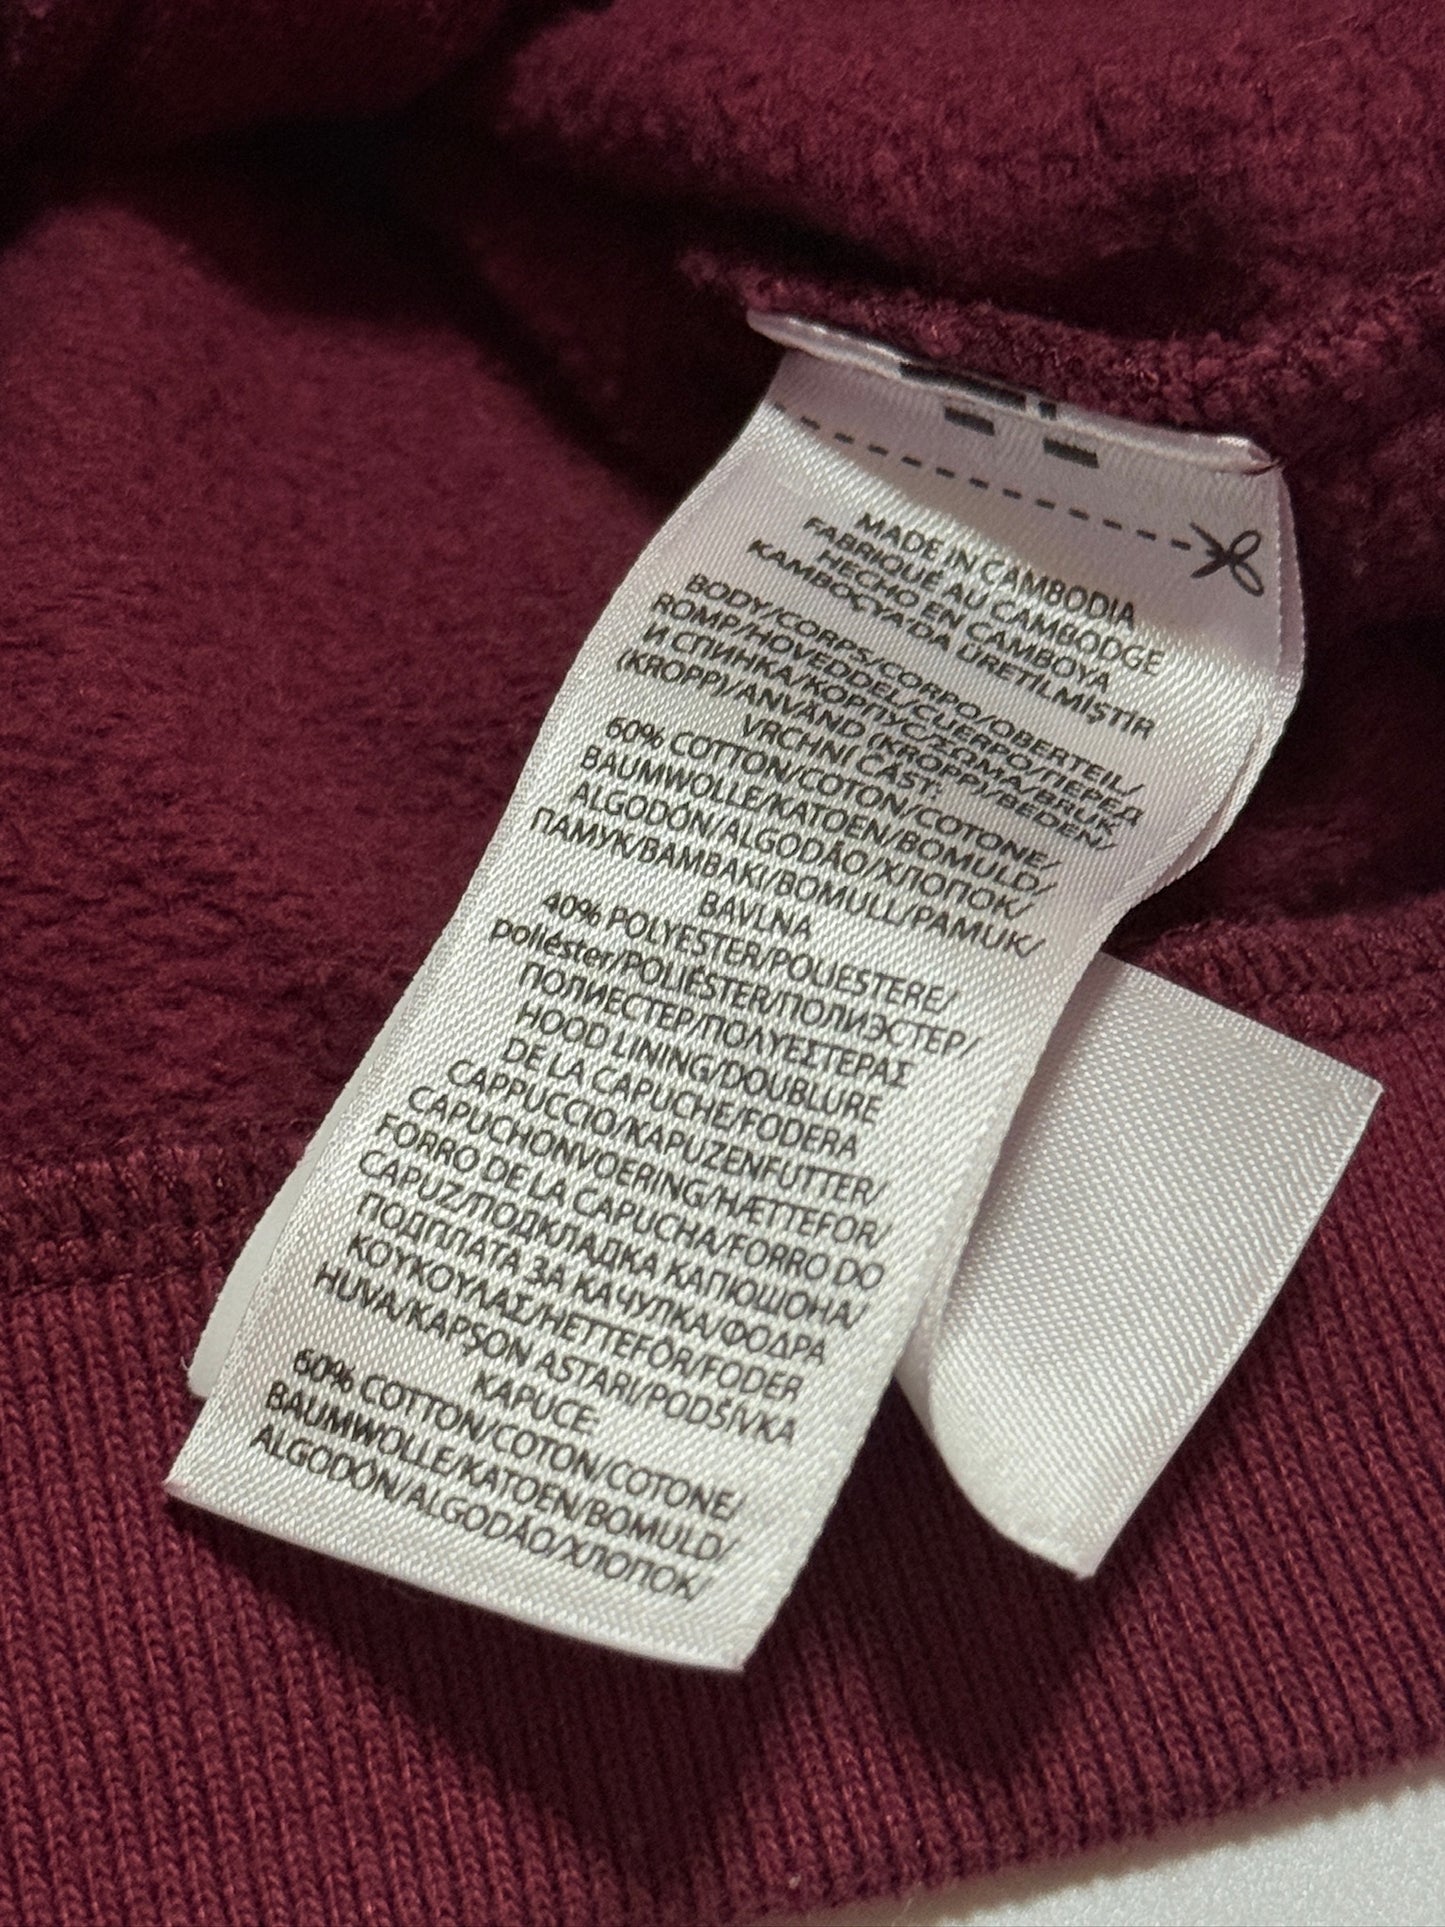 MADE IN CAMBODIA
FABRIQUÉ AU CAMBODGE
HECHO EN CAMBOYA
KAMBOÇYA'DA ÜRETİLMİŞTİR
BODY/CORPS/CORPO/OBERTEIL/
ROMP/HOVEDDEL/CUERPO/ПЕРЕД
И СПИНКА/КОРПУС/ΣΩΜΑ/BRUK
(KROPP)/ANVÄND (KROPP)/BEDEN/
VRCHNÍ ČÁST:
60% COTTON/COTON/COTONE/
BAUMWOLLE/KATOEN/BOMULD/
ALGODÓN/ALGODÃO/ХЛОПОК/
ПАМУК/ΒΑΜΒΑΚΙ/BOMULL/PAMUK/
BAVLNA
40% POLYESTER/POLIESTERE/
poliéster/POLIÉSTER/ПОЛИЭСТЕР/
ПОЛИЕСТЕР/ΠΟΛΥΕΣΤΕΡΑΣ
HOOD LINING/DOUBLURE
DE LA CAPUCHE/FODERA
CAPPUCCIO/KAPUZENFUTTER/
CAPUCHONVOERING/HÆTTEFOR/
FORRO DE LA CAPUCHA/FORRO DO
CAPUZ/ПОДКЛАДКА КАПЮШОНА/
ПОДПЛАТА ЗА КАЧУЛКА/ΦΟΔΡΑ
ΚΟΥΚΟΥΛΑΣ/HETTEFÔR/FODER
HUVA/KAPŞON ASTARI/PODŠÍVKA
KAPUCE:
60% COTTON/COTON/COTONE/
BAUMWOLLE/KATOEN/BOMULD/
ALGODÓN/ALGODÃO/ХЛОПОК/